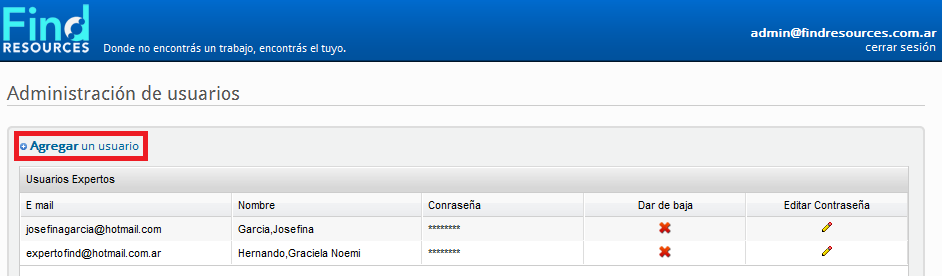 Find
RESOURCES
Donde no encontrás un trabajo, encontrás el tuyo.
admin@findresources.com.ar
cerrar sesión
Administración de usuarios
Agregar un usuario
Usuarios Expertos
E mail Nombre Conraseña Dar de baja Editar Contraseña
josefinagarcia@hotmail.com Garcia,Josefina ******** 
expertofind@hotmail.com.ar Hernando,Graciela Noemi ********